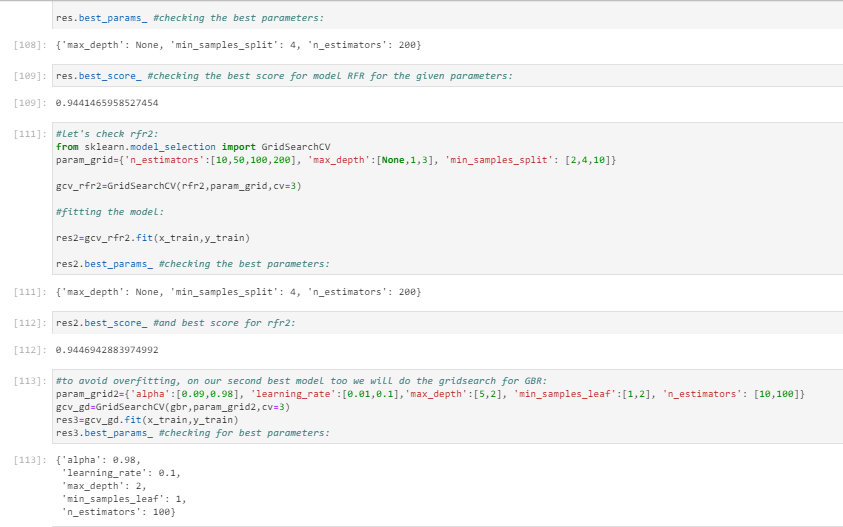 res.best_params_ #checking the best parameters:
[108]: {'max_depth': None, 'min_samples_split': 4, 'n_estimators': 200}
[109]: res.best_score_ #checking the best score for model RFR for the given parameters:
[109]: 0.9441465958527454
[111]: #let's check rfr2:
from sklearn.model_selection import GridSearchCV
param_grid={'n_estimators':[10,50,100,200], 'max_depth':[None,1,3], 'min_samples_split': [2,4,10]}
gcv_rfr2=GridSearchCV(rfr2,param_grid,cv=3)
#fitting the model:
res2=gcv_rfr2.fit(x_train,y_train)
res2.best_params_ #checking the best parameters:
[111]: {'max_depth': None, 'min_samples_split': 4, 'n_estimators': 200}
[112]: res2.best_score_ #and best score for rfr2:
[112]: 0.9446942883974992
[113]: #to avoid overfitting, on our second best model too we will do the gridsearch for GBR:
param_grid2={'alpha':[0.09,0.98], 'learning_rate':[0.01,0.1],'max_depth':[5,2], 'min_samples_leaf':[1,2], 'n_estimators': [10,100]}
gcv_gd=GridSearchCV(gbr,param_grid2,cv=3)
res3=gcv_gd.fit(x_train,y_train)
res3.best_params_ #checking for best parameters:
[113]: {'alpha': 0.98,
'learning_rate': 0.1,
'max_depth': 2,
'min_samples_leaf': 1,
'n_estimators': 100}